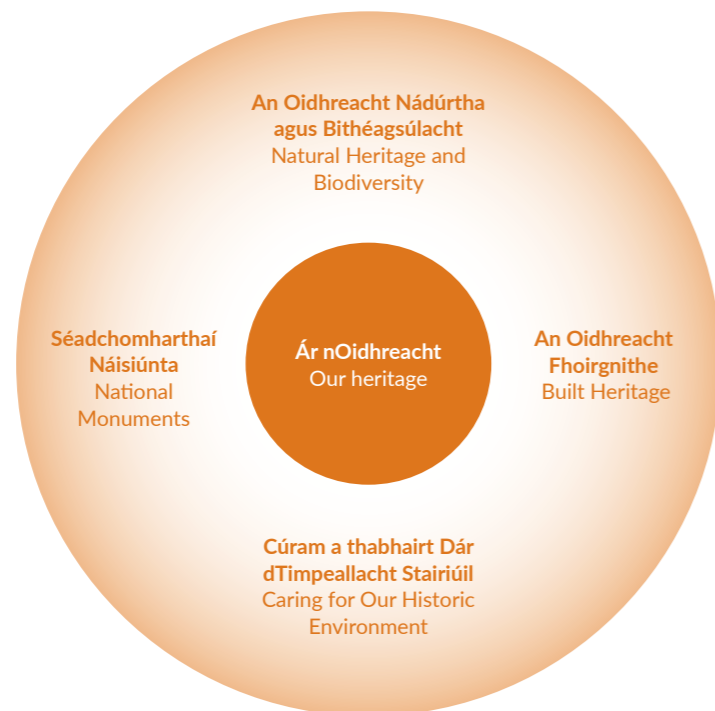 An Oidhreacht Nádúrtha
agus Bithéagsúlacht
Natural Heritage and
Biodiversity
Séadchomharthaí
Náisiúnta
National
Monuments
Ár nOidhreacht
Our heritage
An Oidhreacht
Fhoirgnithe
Built Heritage
Cúram a thabhairt Dár
dTimpeallacht Stairiúil
Caring for Our Historic
Environment